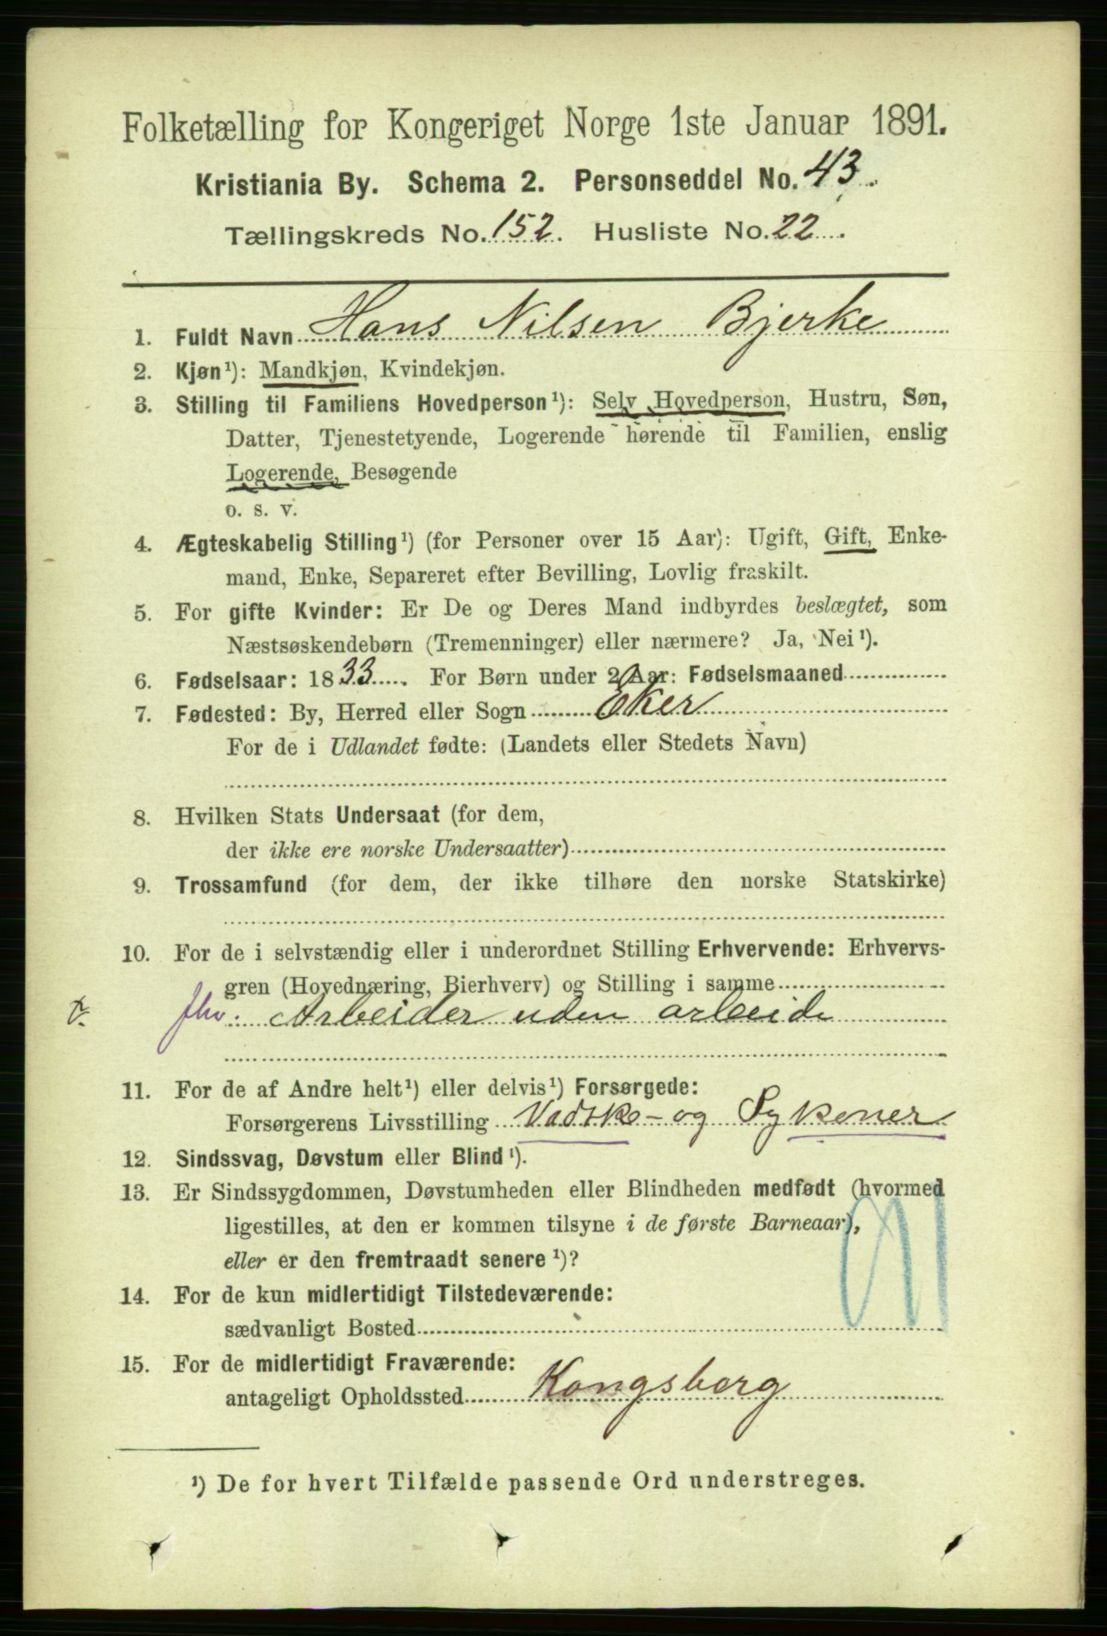 Folketælling for Kongeriget Norge 1ste Januar 1891.
Kristiania By. Schema 2. Personseddel No. 43.
Tællingskreds No. 152. Husliste No. 22.
1. Fuldt Navn Hans Nilsen Bjerke
2. Kjøn¹): Mandkjøn, Kvindekjøn.
3. Stilling til Familiens Hovedperson¹): Selv Hovedperson, Hustru, Søn,
Datter, Tjenestetyende, Logerende hørende til Familien, enslig
Logerende, Besøgende
o. s. v.
4. Ægteskabelig Stilling¹) (for Personer over 15 Aar): Ugift, Gift, Enke-
mand, Enke, Separeret efter Bevilling, Lovlig fraskilt.
5. For gifte Kvinder: Er De og Deres Mand indbyrdes beslægtet, som
Næstsøskendebørn (Tremenninger) eller nærmere? Ja, Nei¹).
6. Fødselsaar: 1833. For Børn under 2 Aar: Fødselsmaaned
7. Fødested: By, Herred eller Sogn Eker
For de i Udlandet fødte: (Landets eller Stedets Navn)
8. Hvilken Stats Undersaat (for dem,
der ikke ere norske Undersaatter)
9. Trossamfund (for dem, der ikke tilhøre den norske Statskirke)
10. For de i selvstændig eller i underordnet Stilling Erhvervende: Erhvervs-
gren (Hovednæring, Bierhverv) og Stilling i samme
fhv. Arbeider uden arbeide
11. For de af Andre helt¹) eller delvis¹) Forsørgede:
Forsørgerens Livsstilling Vadske- og Sykoner
12. Sindssvag, Døvstum eller Blind¹).
13. Er Sindssygdommen, Døvstumheden eller Blindheden medfødt (hvormed
ligestilles, at den er kommen tilsyne i de første Barneaar),
eller er den fremtraadt senere¹)?
14. For de kun midlertidigt Tilstedeværende:
sædvanligt Bosted
15. For de midlertidigt Fraværende:
antageligt Opholdssted Kongsberg
¹) De for hvert Tilfælde passende Ord understreges.